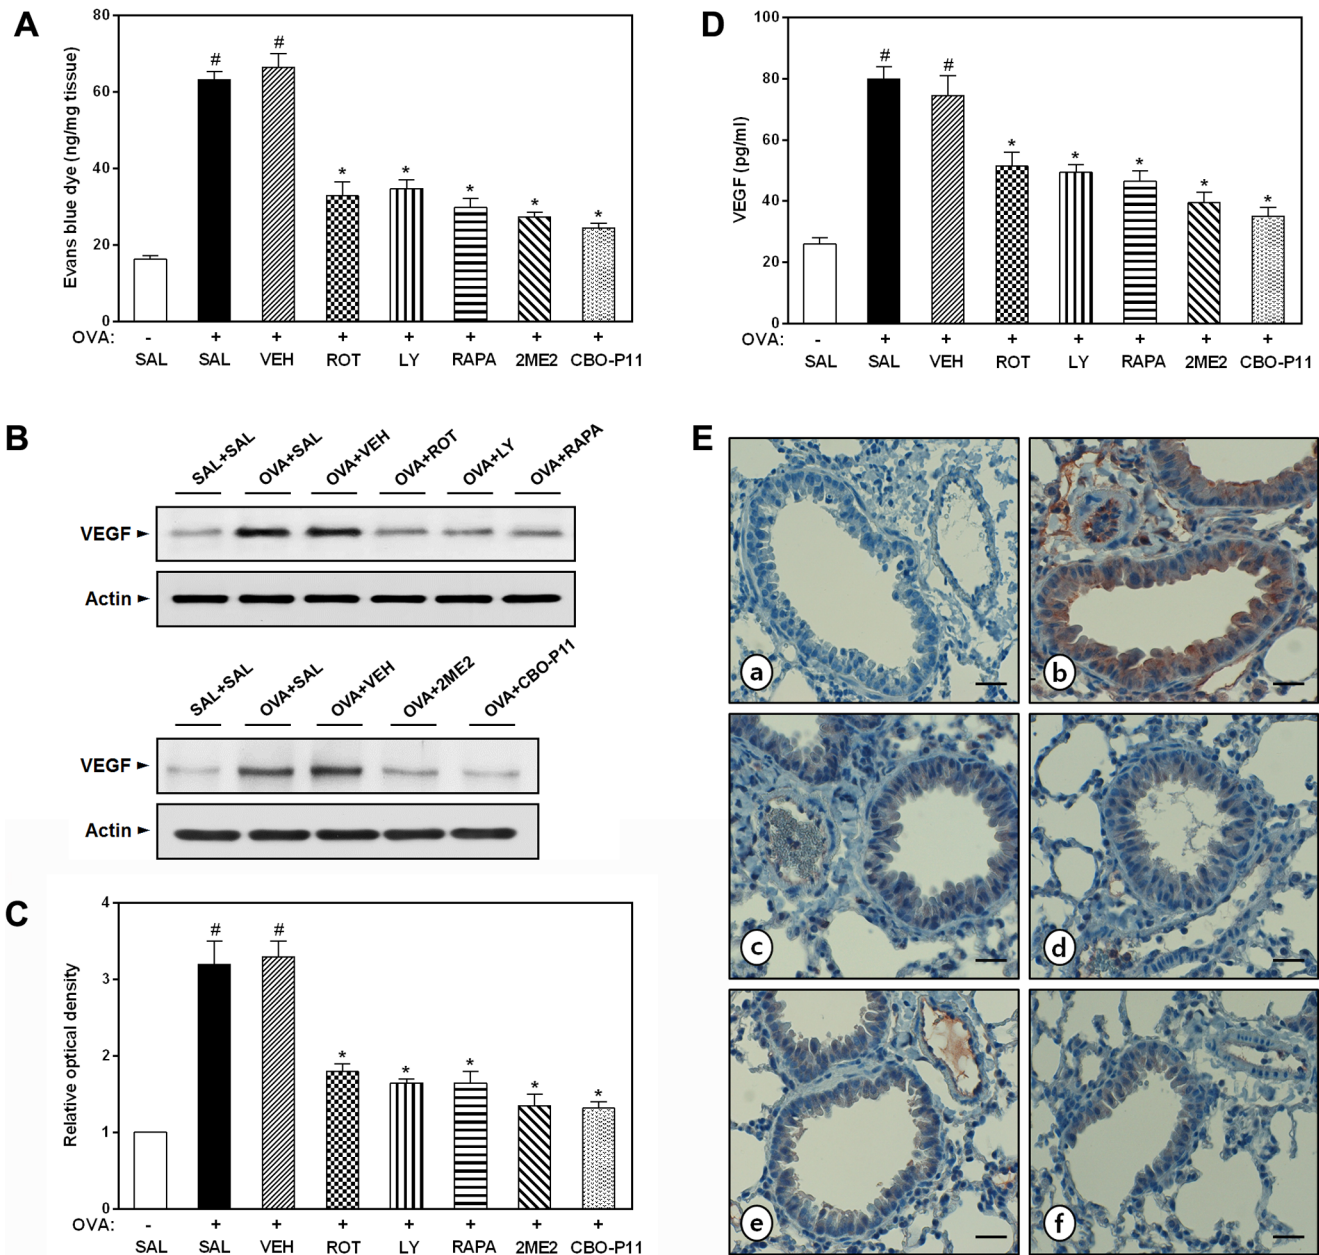 A
Evans blue dye (ng/mg tissue)
80
60
40
20
0
# # * * * * *
OVA: - + + + + + + +
SAL SAL VEH ROT LY RAPA 2ME2 CBO-P11
D
VEGF (pg/ml)
100
80
60
40
20
0
# # * * * * *
OVA: - + + + + + + +
SAL SAL VEH ROT LY RAPA 2ME2 CBO-P11
B
SAL+SAL OVA+SAL OVA+VEH OVA+ROT OVA+LY OVA+RAPA
VEGF ►
Actin ►
SAL+SAL OVA+SAL OVA+VEH OVA+2ME2 OVA+CBO-P11
VEGF ►
Actin ►
C
Relative optical density
4
3
2
1
0
# # * * * * *
OVA: - + + + + + + +
SAL SAL VEH ROT LY RAPA 2ME2 CBO-P11
E
a
b
c
d
e
f